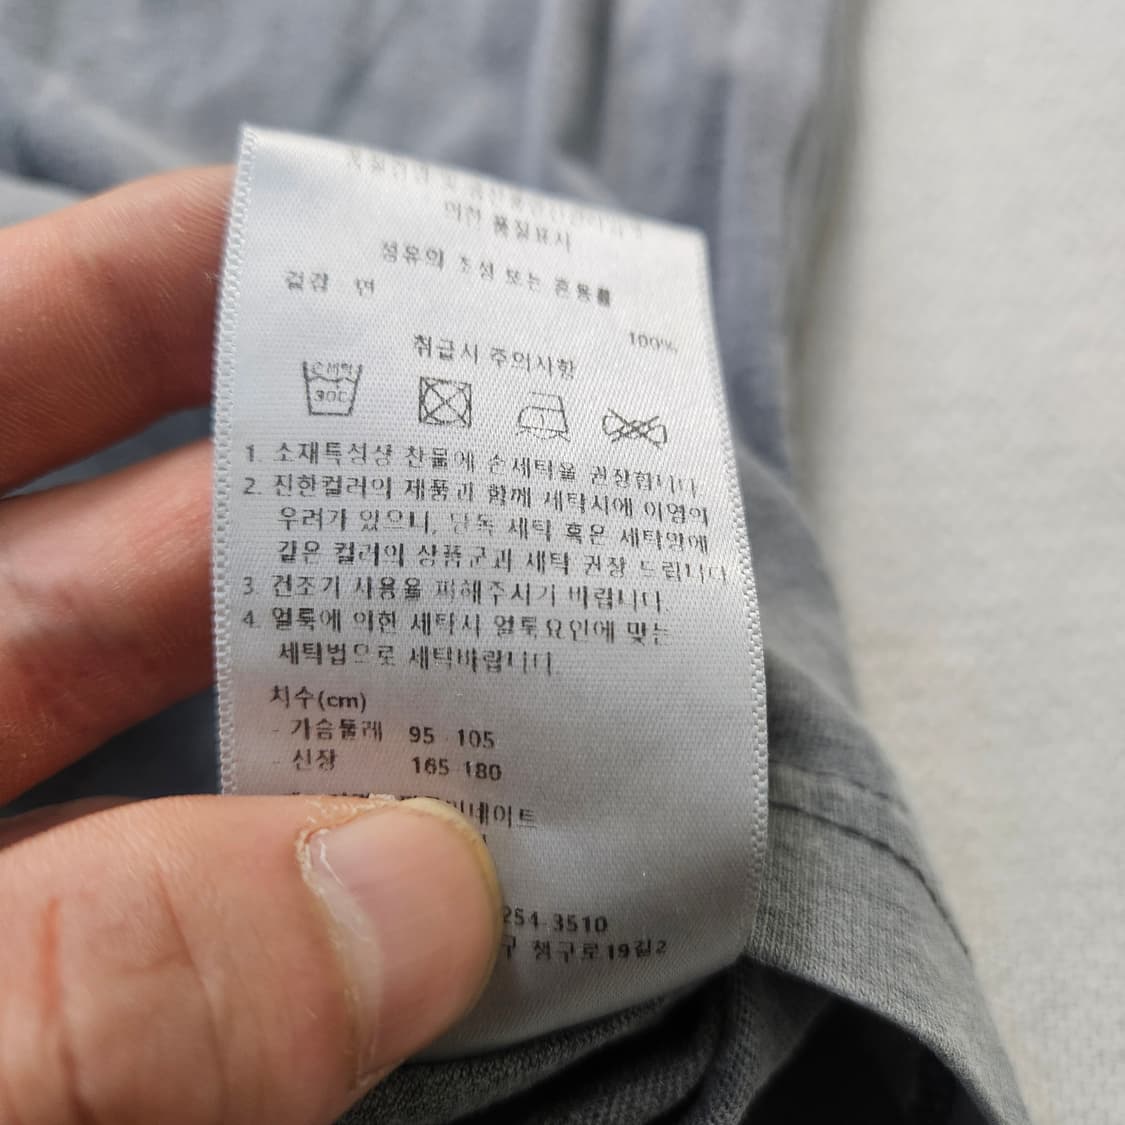 의한 품질표시
섬유의 조성 또는 혼용률
겉감 면
100%
취급시 주의사항
손세탁
30C
1. 소재특성상 찬물에 손세탁을 권장합니다.
2. 진한컬러의 제품과 함께 세탁시에 이염의
우려가 있으니, 단독 세탁 혹은 세탁망에
같은 컬러의 상품군과 세탁 권장 드립니다
3 건조기 사용을 피해주시기 바랍니다
4. 얼룩에 의한 세탁시 얼룩요인에 맞는
세탁법으로 세탁바랍니다.
치수(cm)
- 가슴둘레 95-105
- 신장 165-180
네이트
254-3510
구 챙구로19길2